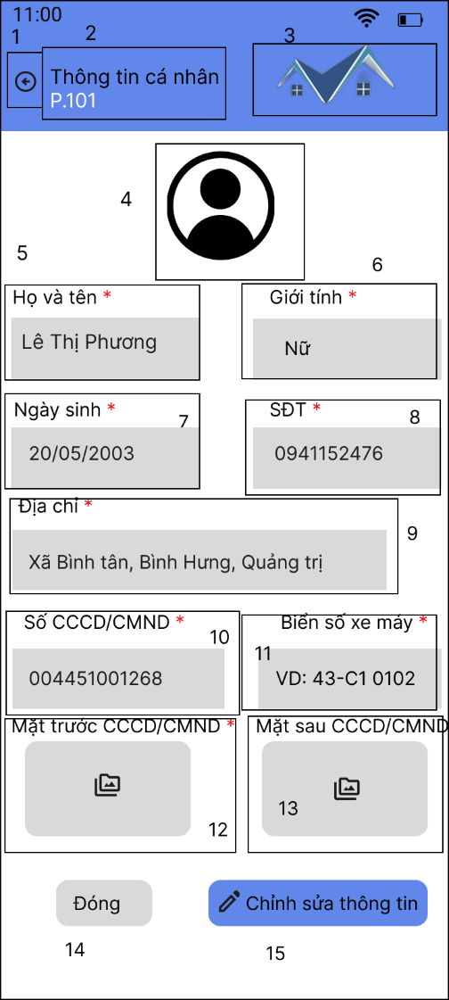 11:00
1
2
3
Thông tin cá nhân
P.101
4
5
6
Họ và tên *
Giới tính *
Lê Thị Phương
Nữ
Ngày sinh *
7
SĐT *
8
20/05/2003
0941152476
Địa chỉ *
9
Xã Bình tân, Bình Hưng, Quảng trị
Số CCCD/CMND *
10
Biển số xe máy *
11
004451001268
VD: 43-C1 0102
Mặt trước CCCD/CMND *
Mặt sau CCCD/CMND
12
13
Đóng
Chỉnh sửa thông tin
14
15